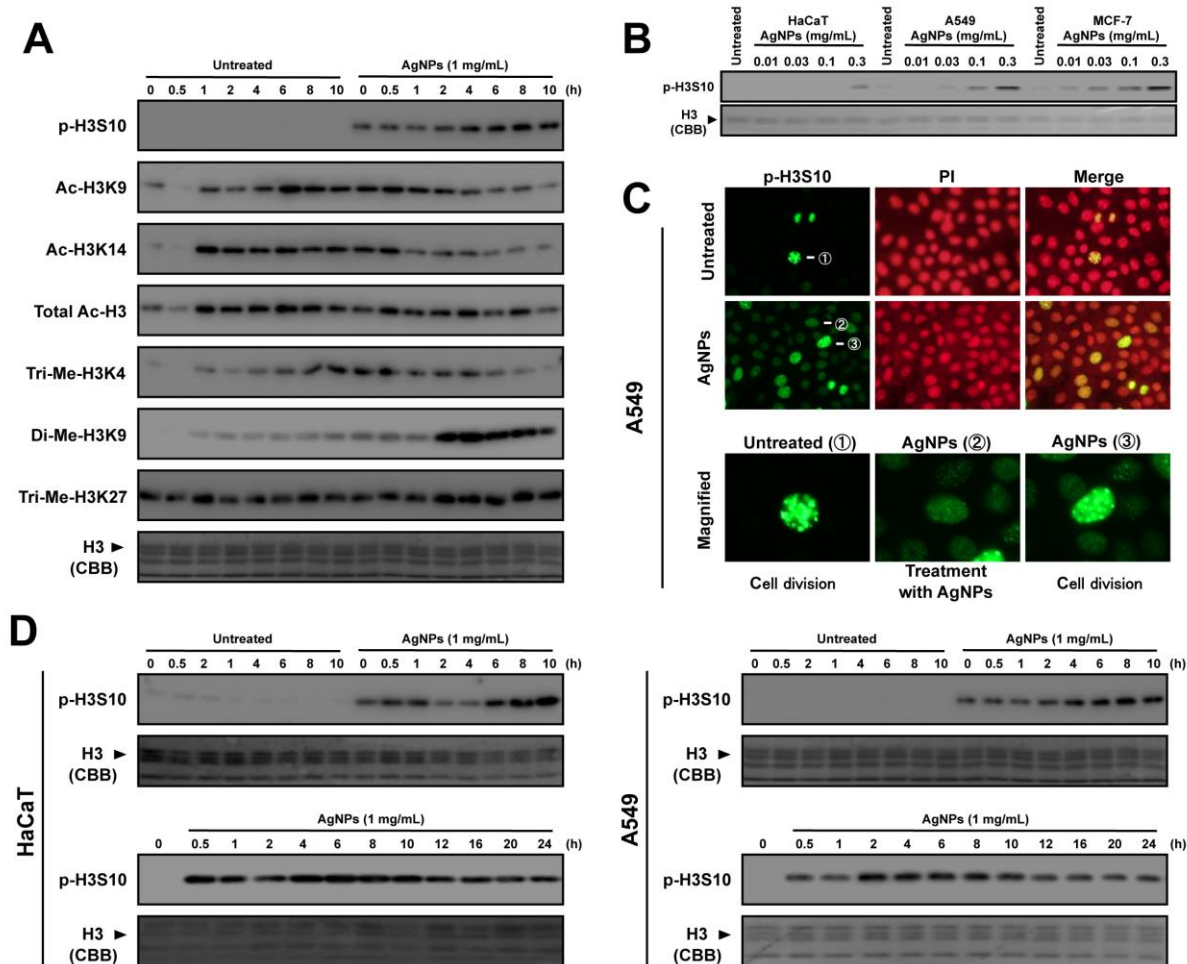 A
Untreated AgNPs (1 mg/mL)
0 0.5 1 2 4 6 8 10 0 0.5 1 2 4 6 8 10 (h)
p-H3S10
Ac-H3K9
Ac-H3K14
Total Ac-H3
Tri-Me-H3K4
Di-Me-H3K9
Tri-Me-H3K27
H3 ►
(CBB)
B
Untreated HaCaT Untreated A549 Untreated MCF-7
AgNPs (mg/mL) AgNPs (mg/mL) AgNPs (mg/mL)
0.01 0.03 0.1 0.3 0.01 0.03 0.1 0.3 0.01 0.03 0.1 0.3
p-H3S10
H3 ►
(CBB)
C
p-H3S10 PI Merge
A549
Untreated
①
AgNPs
②
③
Untreated (①) AgNPs (②) AgNPs (③)
Magnified
Cell division Treatment Cell division
with AgNPs
D
HaCaT
Untreated AgNPs (1 mg/mL)
0 0.5 2 1 4 6 8 10 0 0.5 1 2 4 6 8 10 (h)
p-H3S10
H3 ►
(CBB)
AgNPs (1 mg/mL)
0 0.5 1 2 4 6 8 10 12 16 20 24 (h)
p-H3S10
H3 ►
(CBB)
A549
Untreated AgNPs (1 mg/mL)
0 0.5 2 1 4 6 8 10 0 0.5 1 2 4 6 8 10 (h)
p-H3S10
H3 ►
(CBB)
AgNPs (1 mg/mL)
0 0.5 1 2 4 6 8 10 12 16 20 24 (h)
p-H3S10
H3 ►
(CBB)